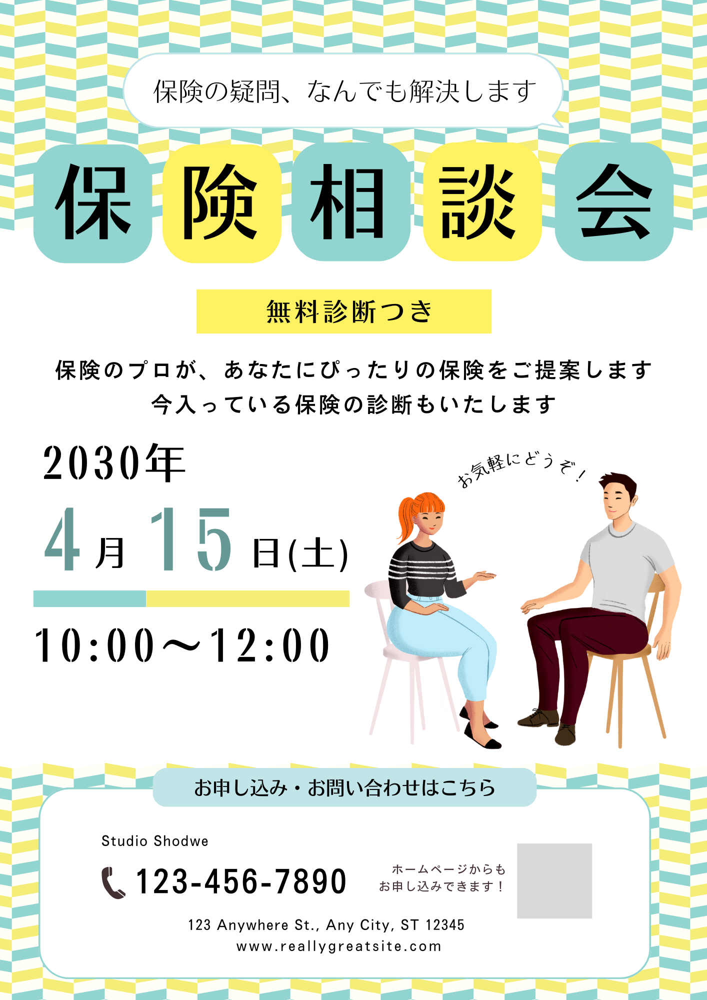 保険の疑問、なんでも解決します
保険相談会
無料診断つき
保険のプロが、あなたにぴったりの保険をご提案します
今入っている保険の診断もいたします
2030年
4月15日(土)
10:00〜12:00
お気軽にどうぞ！
お申し込み・お問い合わせはこちら
Studio Shodwe
123-456-7890
ホームページからも
お申し込みできます！
123 Anywhere St., Any City, ST 12345
www.reallygreatsite.com